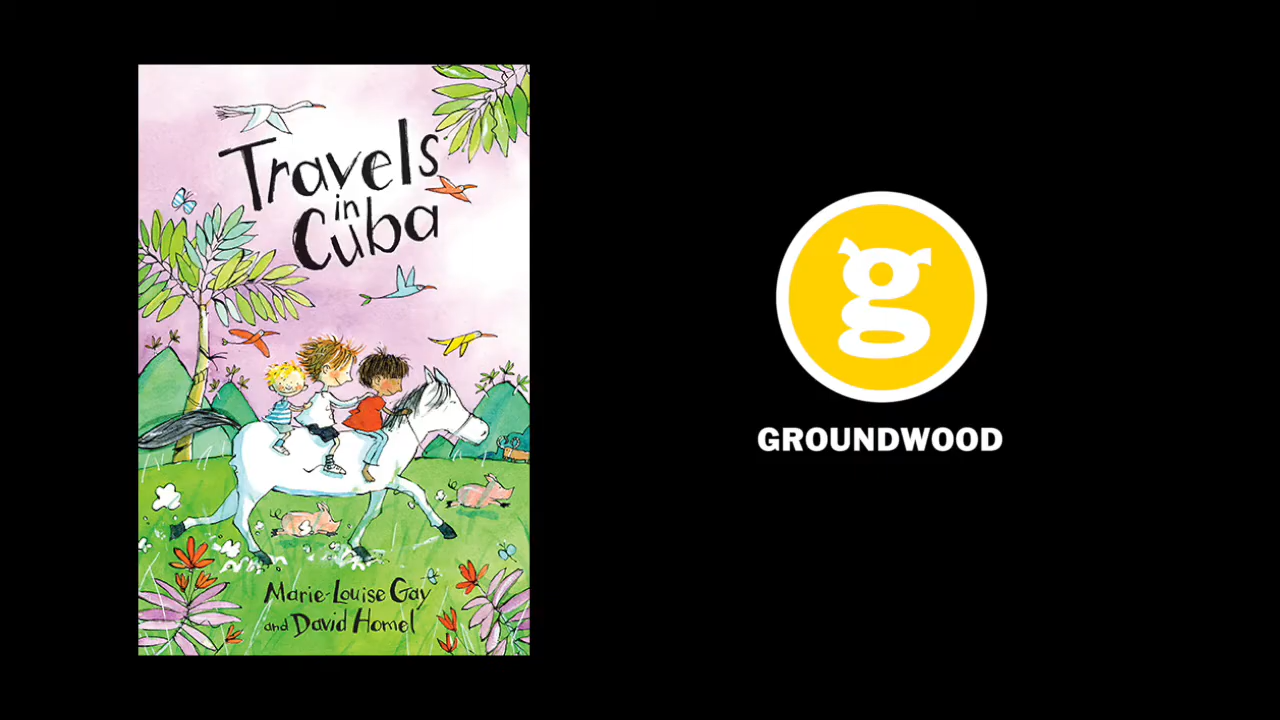 Travels
in
Cuba
Marie-Louise Gay
and David Homel
g
GROUNDWOOD